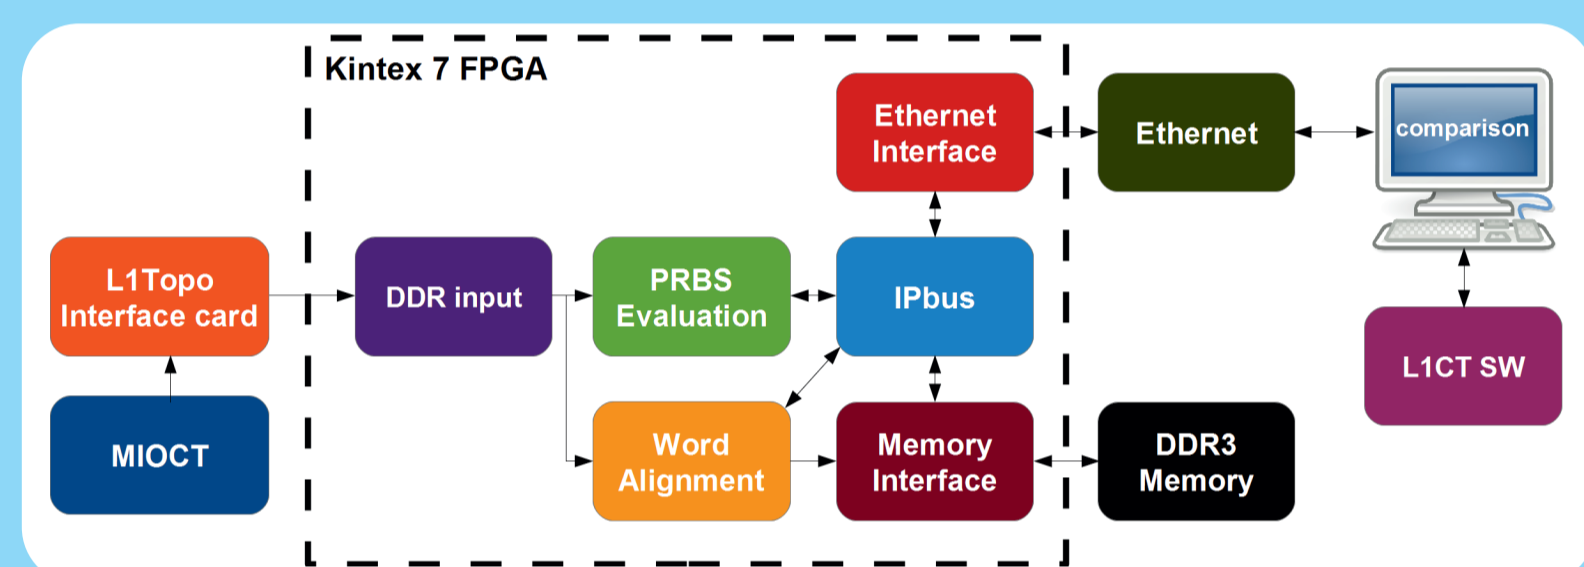 Kintex 7 FPGA
Ethernet
Interface
Ethernet
comparison
L1Topo
Interface card
DDR input
PRBS
Evaluation
IPbus
L1CT SW
MIOCT
Word
Alignment
Memory
Interface
DDR3
Memory